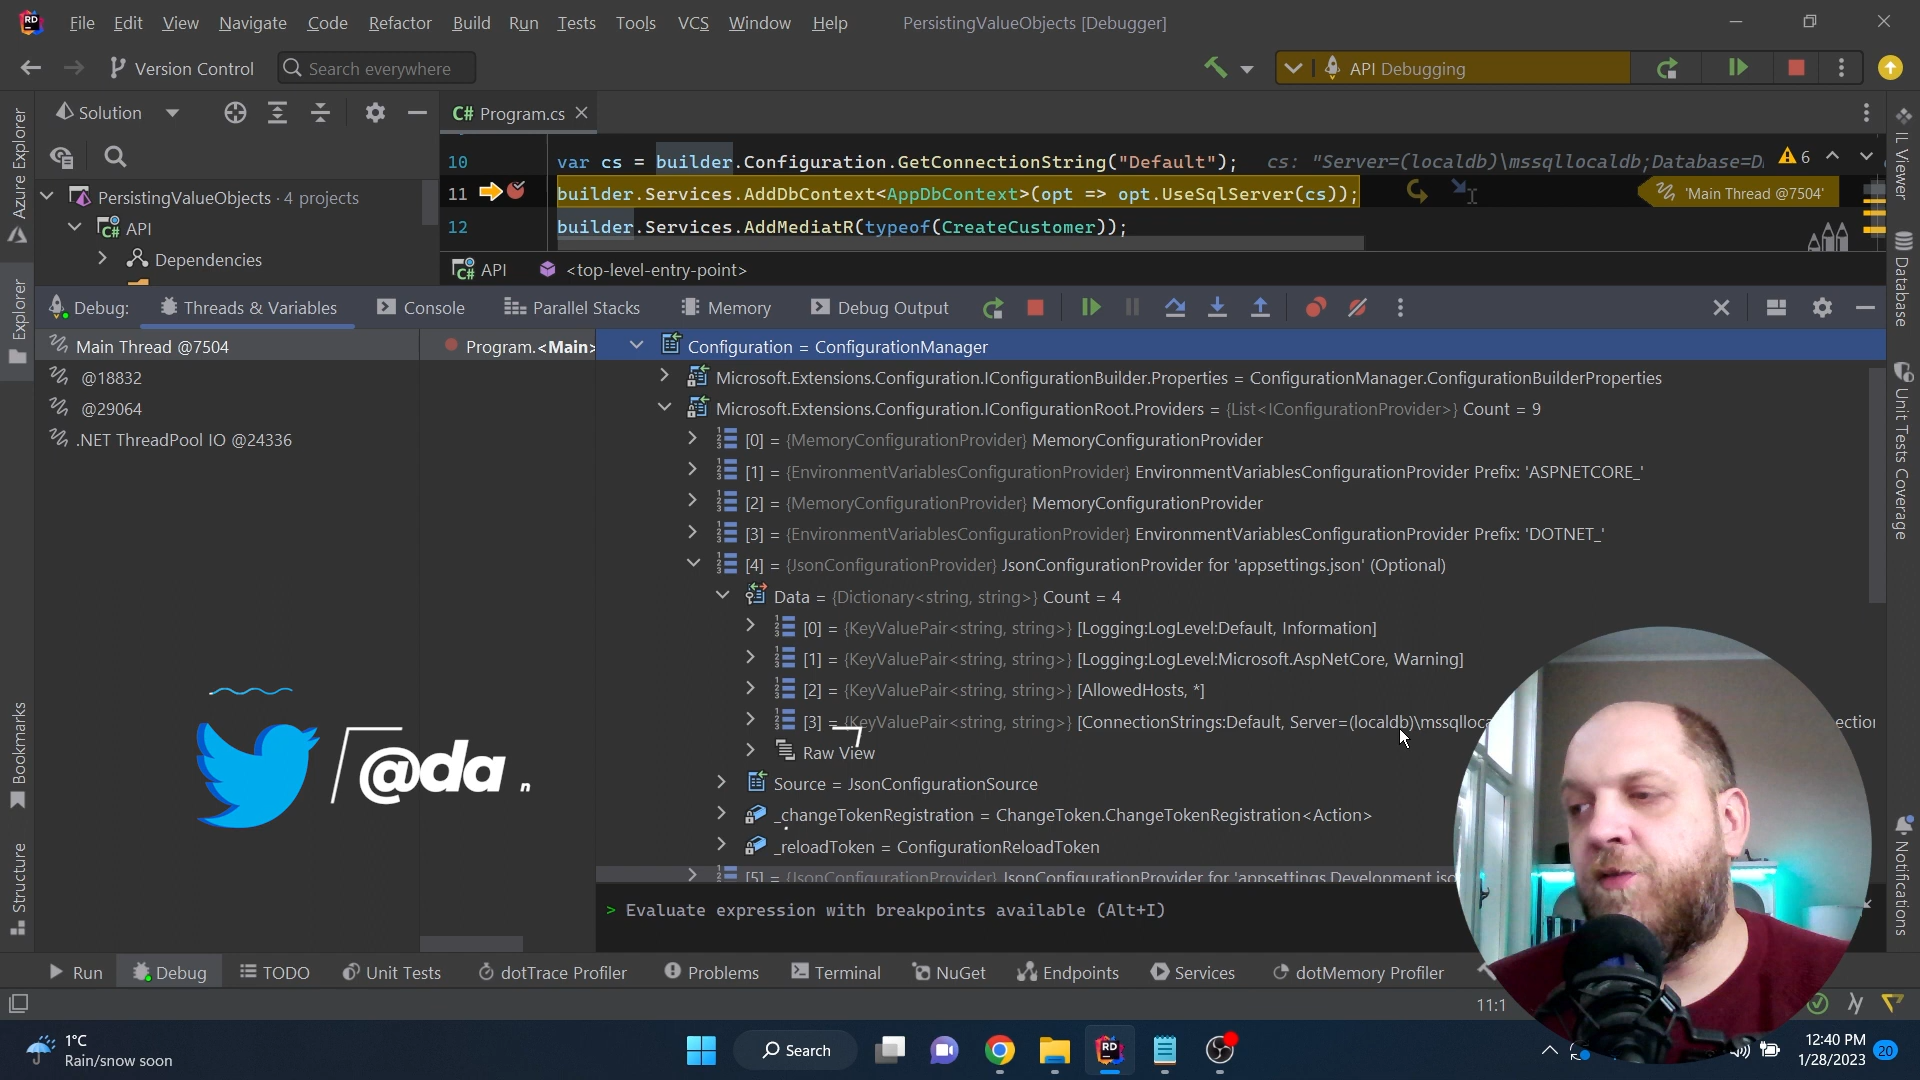 File Edit View Navigate Code Refactor Build Run Tests Tools VCS Window Help PersistingValueObjects [Debugger]
Version Control Search everywhere API Debugging
Solution C# Program.cs
10 var cs = builder.Configuration.GetConnectionString("Default"); cs: "Server=(localdb)\mssqllocaldb;Database=D 6
11 builder.Services.AddDbContext<AppDbContext>(opt => opt.UseSqlServer(cs)); 'Main Thread @7504'
12 builder.Services.AddMediatR(typeof(CreateCustomer));
PersistingValueObjects · 4 projects
API
Dependencies
C# API <top-level-entry-point>
Azure Explorer
Explorer
Bookmarks
Structure
IL Viewer
Database
Unit Tests Coverage
Notifications
Debug: Threads & Variables Console Parallel Stacks Memory Debug Output
Main Thread @7504
@18832
@29064
.NET ThreadPool IO @24336
Program.<Main>
Configuration = ConfigurationManager
Microsoft.Extensions.Configuration.IConfigurationBuilder.Properties = ConfigurationManager.ConfigurationBuilderProperties
Microsoft.Extensions.Configuration.IConfigurationRoot.Providers = {List<IConfigurationProvider>} Count = 9
[0] = {MemoryConfigurationProvider} MemoryConfigurationProvider
[1] = {EnvironmentVariablesConfigurationProvider} EnvironmentVariablesConfigurationProvider Prefix: 'ASPNETCORE_'
[2] = {MemoryConfigurationProvider} MemoryConfigurationProvider
[3] = {EnvironmentVariablesConfigurationProvider} EnvironmentVariablesConfigurationProvider Prefix: 'DOTNET_'
[4] = {JsonConfigurationProvider} JsonConfigurationProvider for 'appsettings.json' (Optional)
Data = {Dictionary<string, string>} Count = 4
[0] = {KeyValuePair<string, string>} [Logging:LogLevel:Default, Information]
[1] = {KeyValuePair<string, string>} [Logging:LogLevel:Microsoft.AspNetCore, Warning]
[2] = {KeyValuePair<string, string>} [AllowedHosts, *]
[3] = {KeyValuePair<string, string>} [ConnectionStrings:Default, Server=(localdb)\mssqlloca
Raw View
Source = JsonConfigurationSource
_changeTokenRegistration = ChangeToken.ChangeTokenRegistration<Action>
_reloadToken = ConfigurationReloadToken
[5] = {JsonConfigurationProvider} JsonConfigurationProvider for 'appsettings.Development.jso
> Evaluate expression with breakpoints available (Alt+I)
@da n
Run Debug TODO Unit Tests dotTrace Profiler Problems Terminal NuGet Endpoints Services dotMemory Profiler
11:1
1°C
Rain/snow soon
Search
12:40 PM
1/28/2023 20